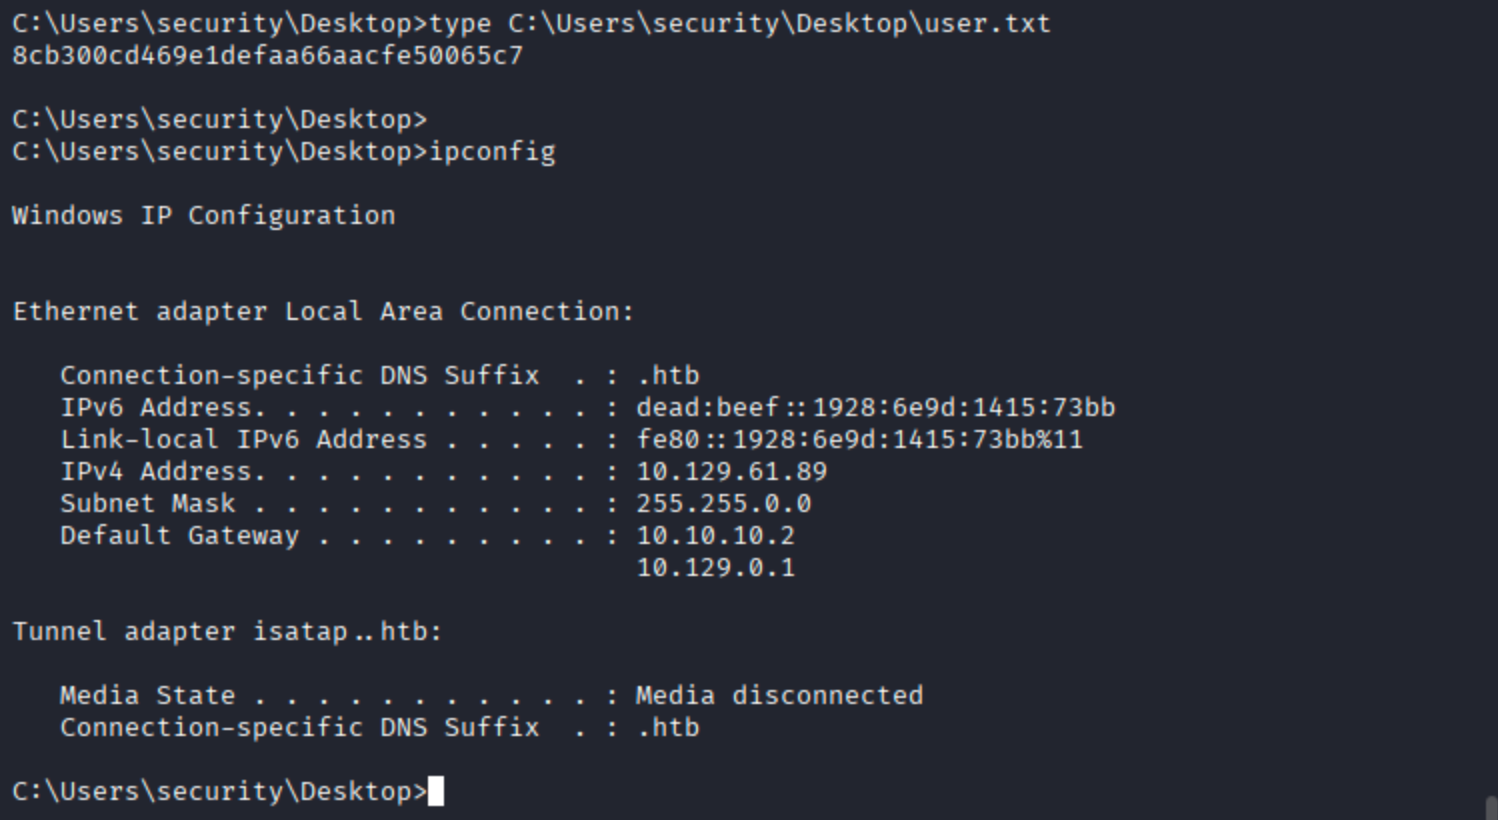 C:\Users\security\Desktop>type C:\Users\security\Desktop\user.txt
8cb300cd469e1defaa66aacfe50065c7
C:\Users\security\Desktop>
C:\Users\security\Desktop>ipconfig
Windows IP Configuration
Ethernet adapter Local Area Connection:
   Connection-specific DNS Suffix  . : .htb
   IPv6 Address. . . . . . . . . . . : dead:beef::1928:6e9d:1415:73bb
   Link-local IPv6 Address . . . . . : fe80::1928:6e9d:1415:73bb%11
   IPv4 Address. . . . . . . . . . . : 10.129.61.89
   Subnet Mask . . . . . . . . . . . : 255.255.0.0
   Default Gateway . . . . . . . . . : 10.10.10.2
                                       10.129.0.1
Tunnel adapter isatap..htb:
   Media State . . . . . . . . . . . : Media disconnected
   Connection-specific DNS Suffix  . : .htb
C:\Users\security\Desktop>